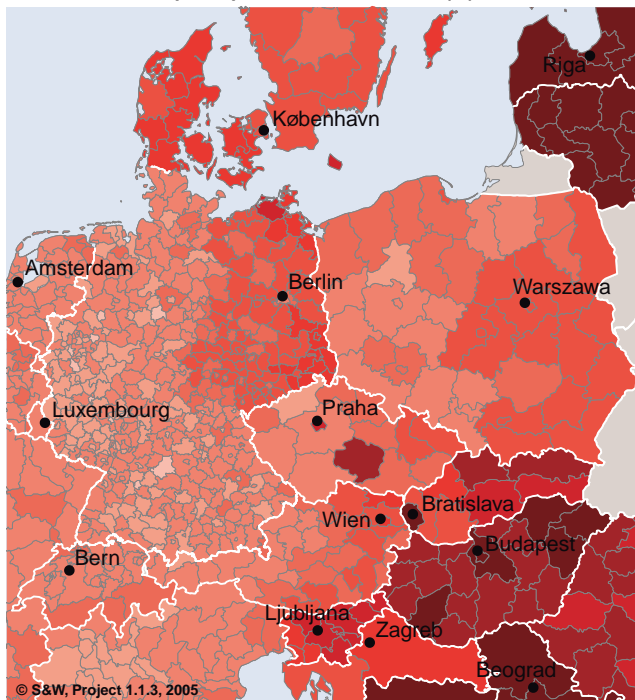 Riga
København
Amsterdam
Berlin
Warszawa
Luxembourg
Praha
Wien
Bratislava
Budapest
Bern
Ljubljana
Zagreb
Beograd
© S&W, Project 1.1.3, 2005